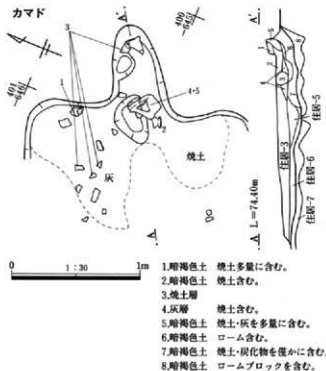 カマド
A'
A'
3
400
-645
401
-646
1
4・5
2
焼土
灰
A
A
L=74.40m
住居-3
住居-5
住居-6
住居-7
0
1:30
1m
1.暗褐色土 焼土多量に含む。
2.暗褐色土 焼土含む。
3.焼土層
4.灰層 焼土含む。
5.暗褐色土 焼土・灰を多量に含む。
6.暗褐色土 ローム含む。
7.暗褐色土 焼土・炭化物を僅かに含む。
8.暗褐色土 ロームブロックを含む。